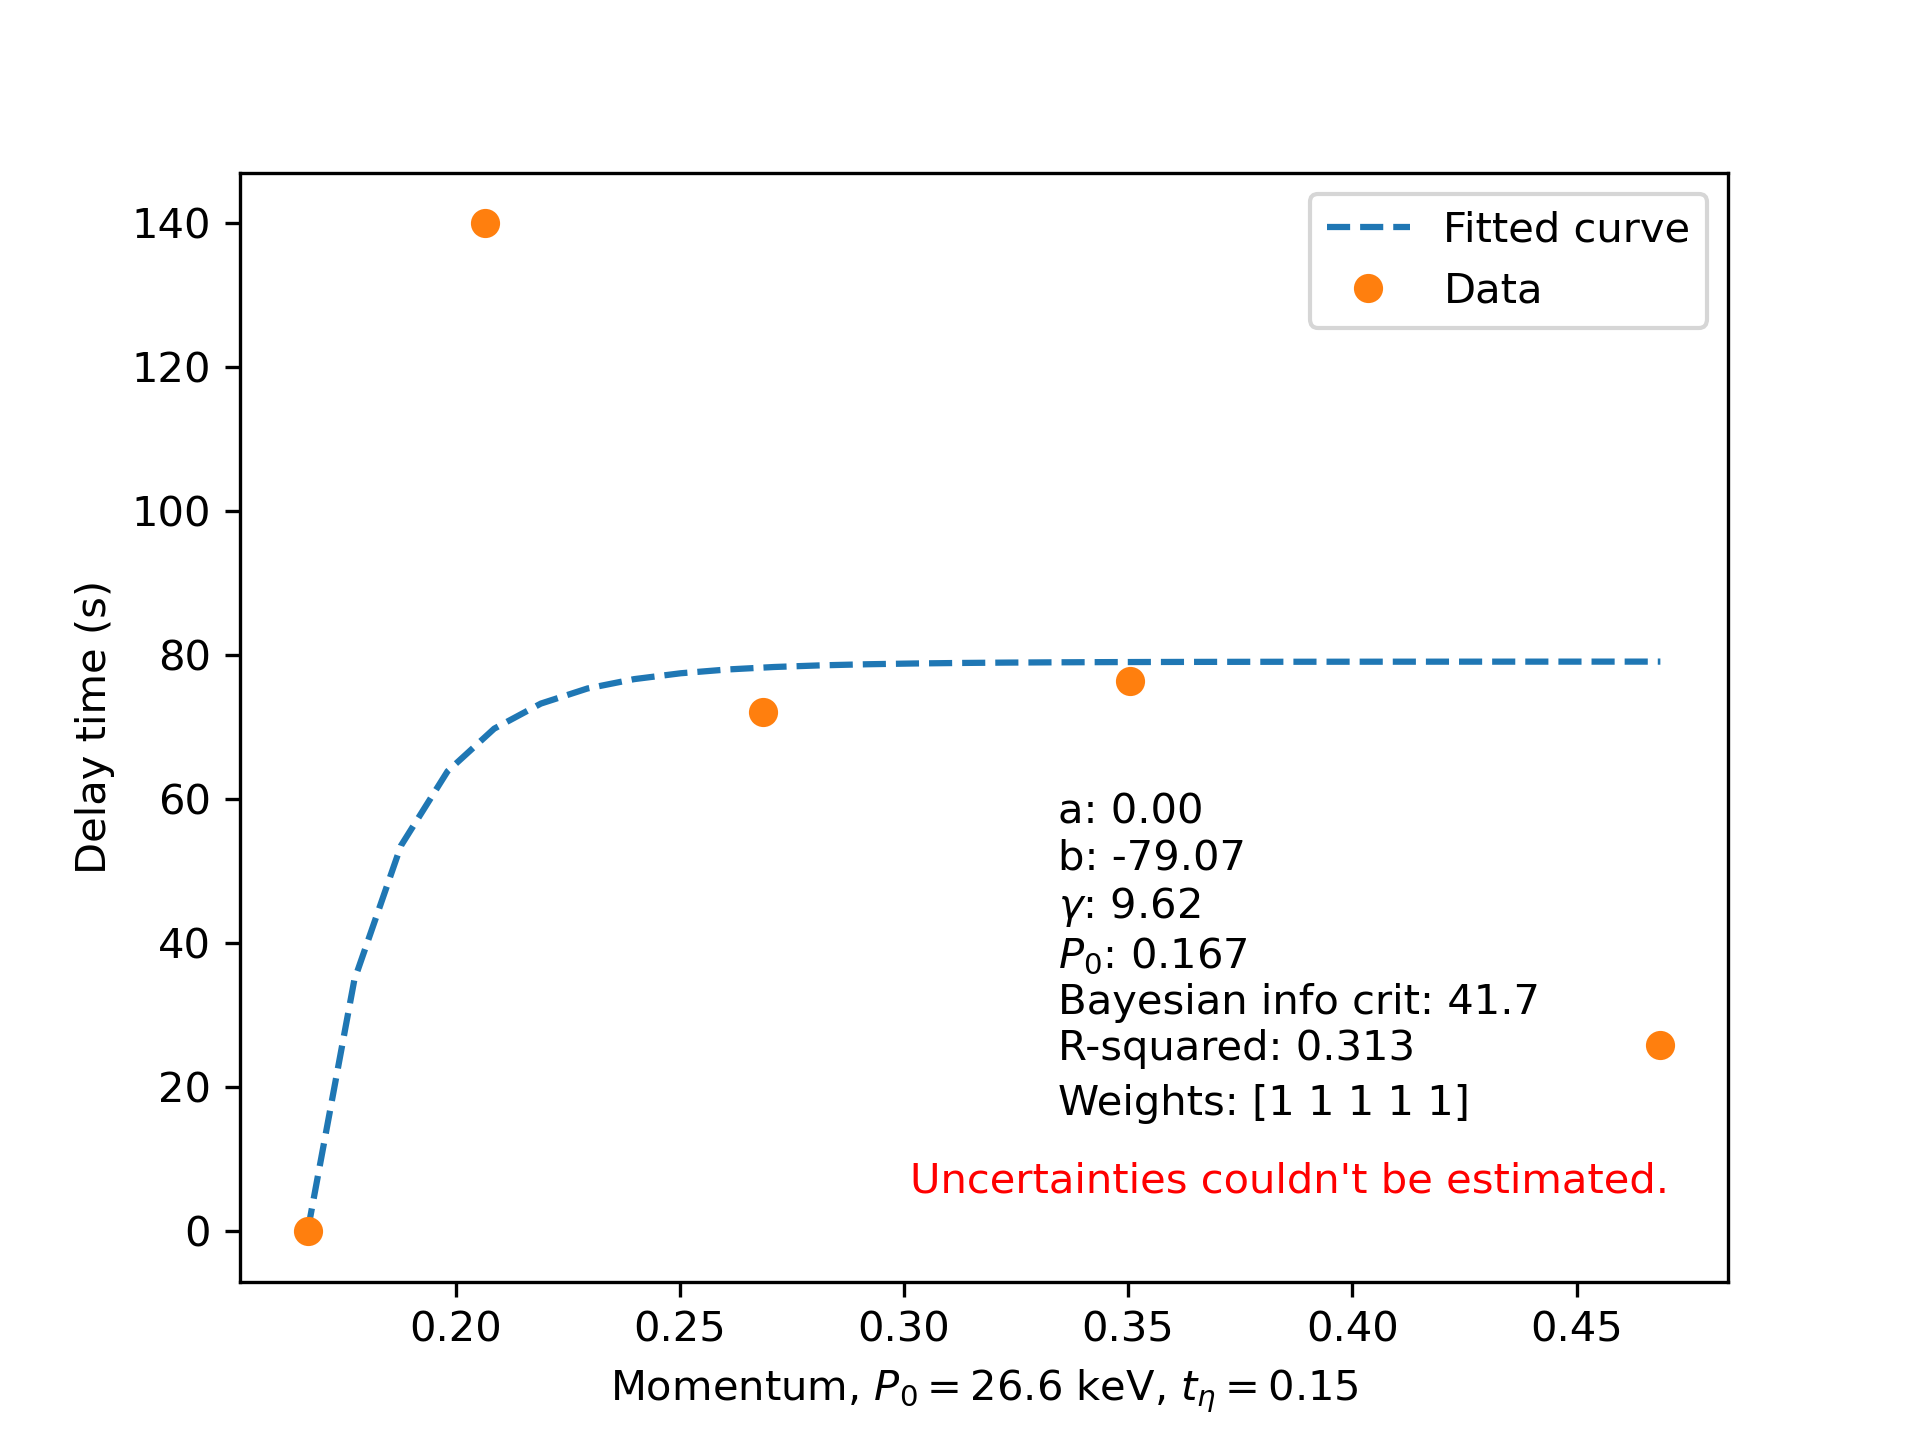 140
120
100
80
60
40
20
0
Delay time (s)
Fitted curve
Data
a: 0.00
b: -79.07
γ: 9.62
P₀: 0.167
Bayesian info crit: 41.7
R-squared: 0.313
Weights: [1 1 1 1 1]
Uncertainties couldn't be estimated.
0.20 0.25 0.30 0.35 0.40 0.45
Momentum, P₀ = 26.6 keV, t_η = 0.15